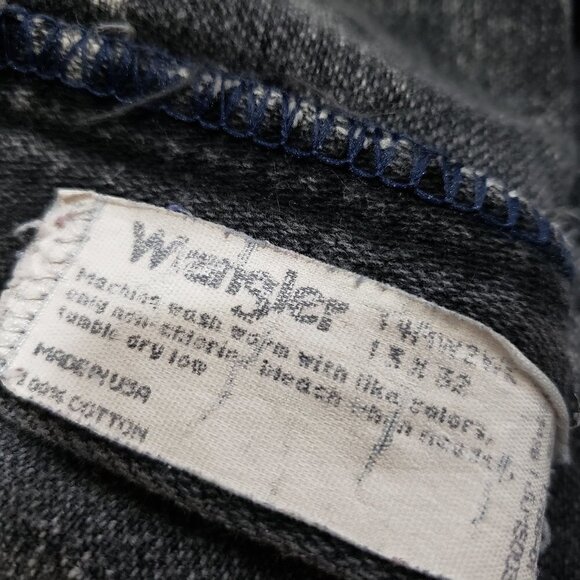 Wrangler
Machine wash warm with like colors,
only non-chlorine bleach when needed,
tumble dry low
MADE IN USA
100% COTTON
X 32